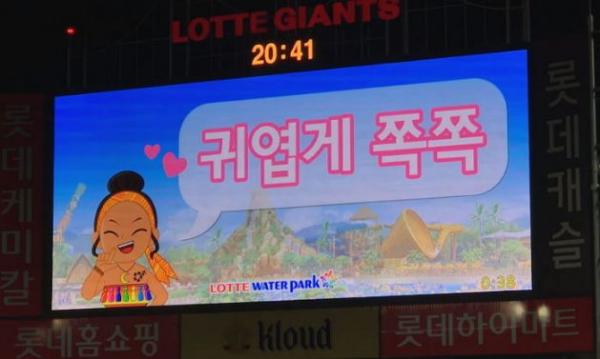 LOTTE GIANTS
20:41
귀엽게 쪽쪽
롯데케미칼
롯데캐슬
LOTTE WATER PARK
0:38
롯데홈쇼핑
kloud
롯데하이마트